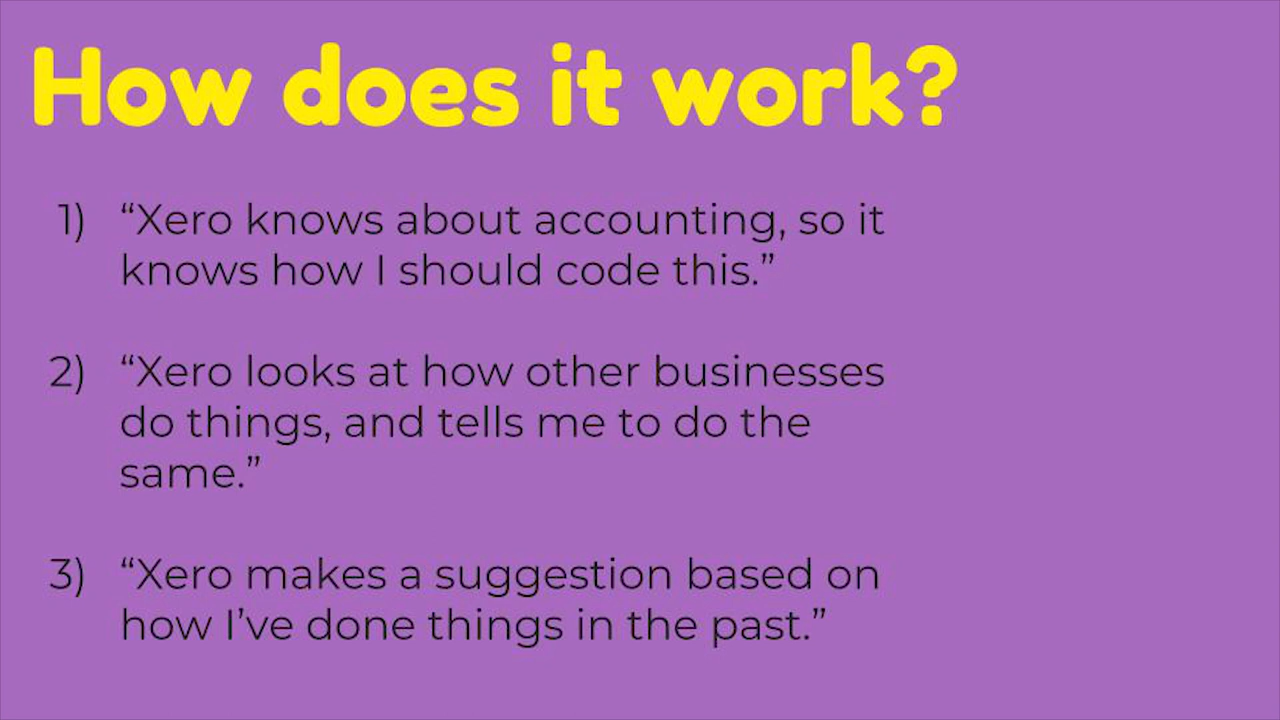 How does it work?
1) “Xero knows about accounting, so it
knows how I should code this.”
2) “Xero looks at how other businesses
do things, and tells me to do the
same.”
3) “Xero makes a suggestion based on
how I’ve done things in the past.”